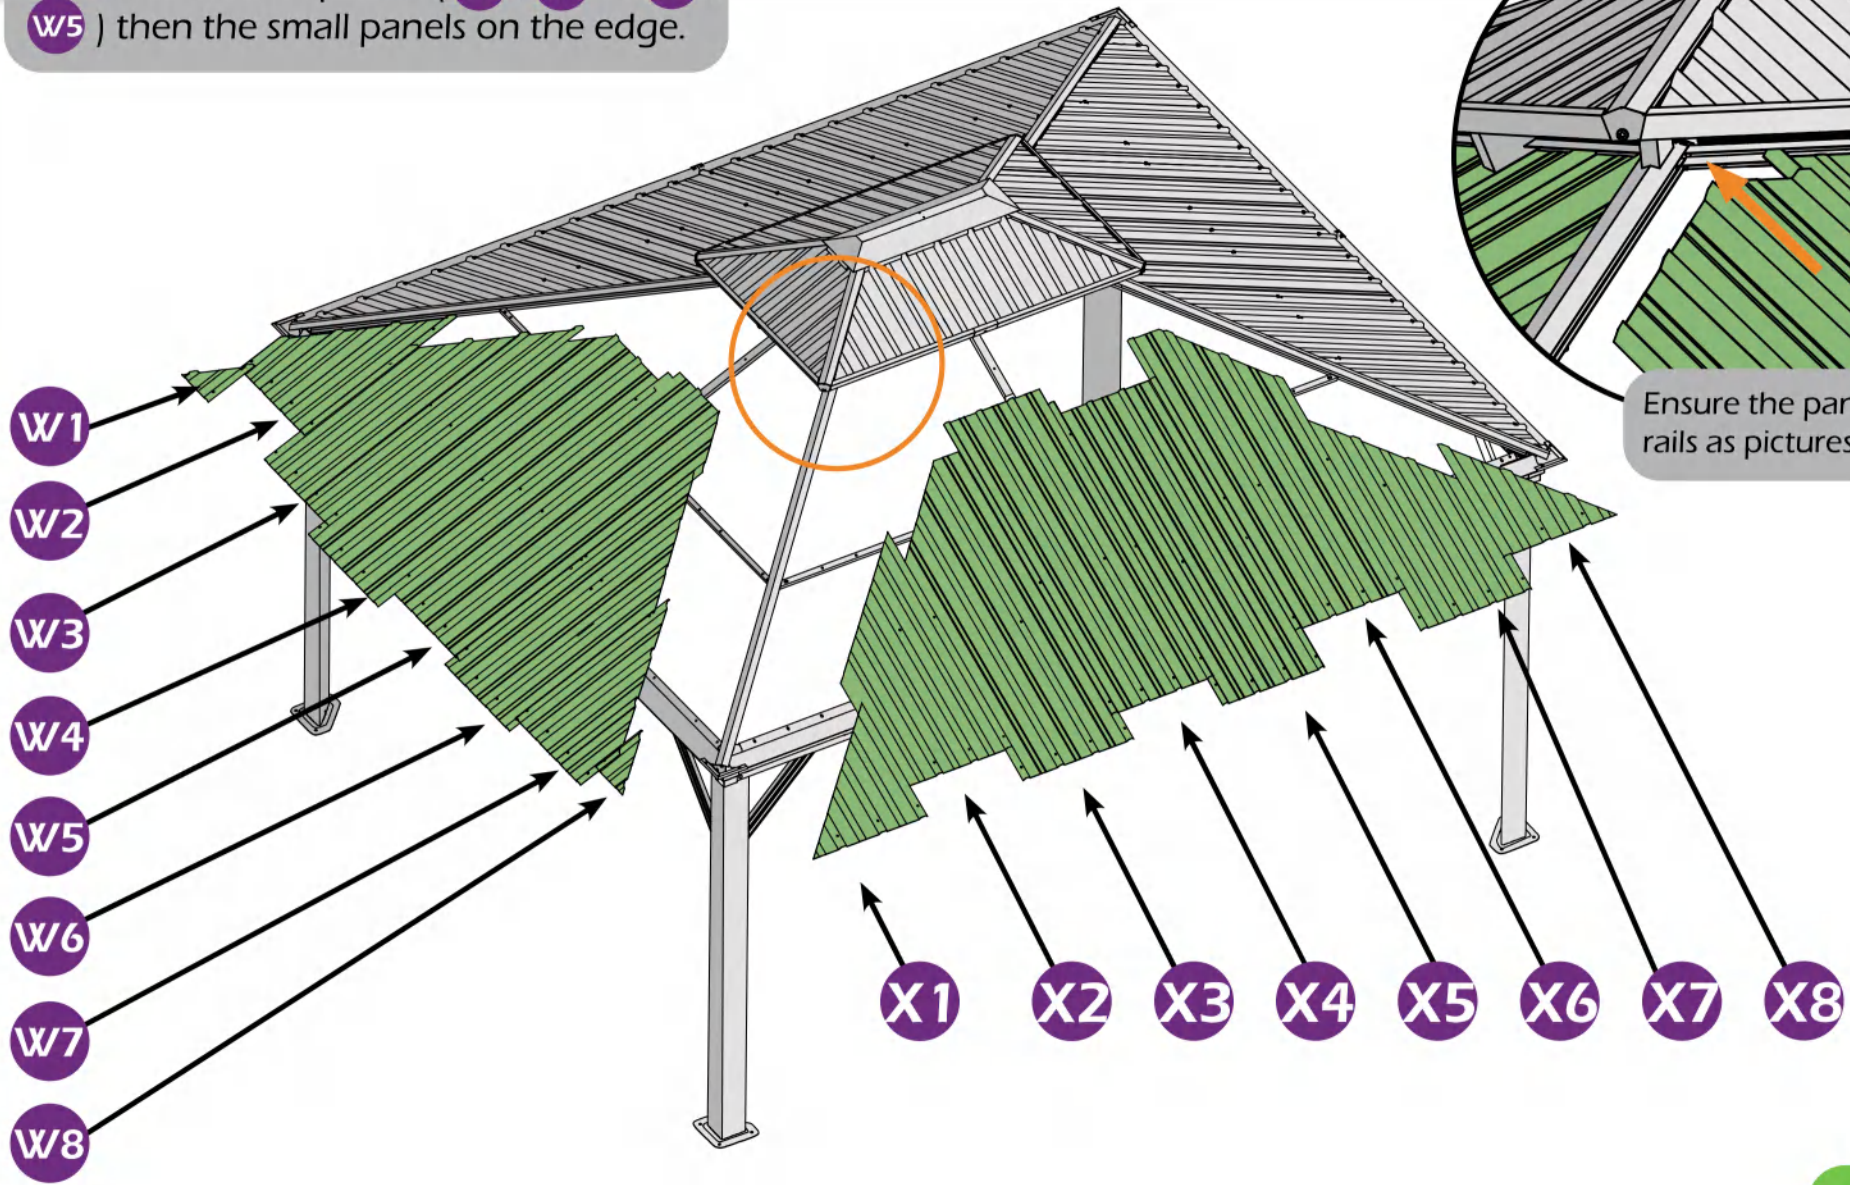 W5 ) then the small panels on the edge.
Ensure the
rails as pictures
W1
W2
W3
W4
W5
W6
W7
W8
X1 X2 X3 X4 X5 X6 X7 X8